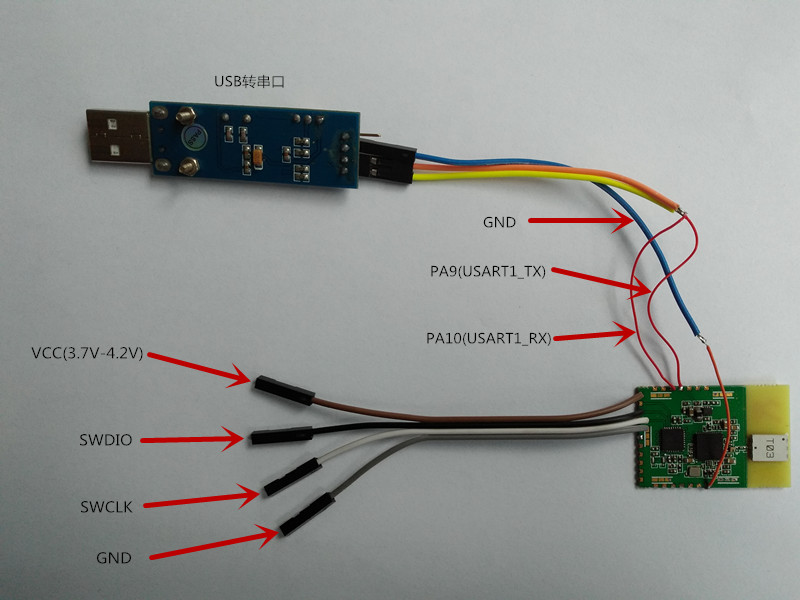 USB转串口
GND
PA9(USART1_TX)
PA10(USART1_RX)
VCC(3.7V-4.2V)
SWDIO
SWCLK
GND
T03